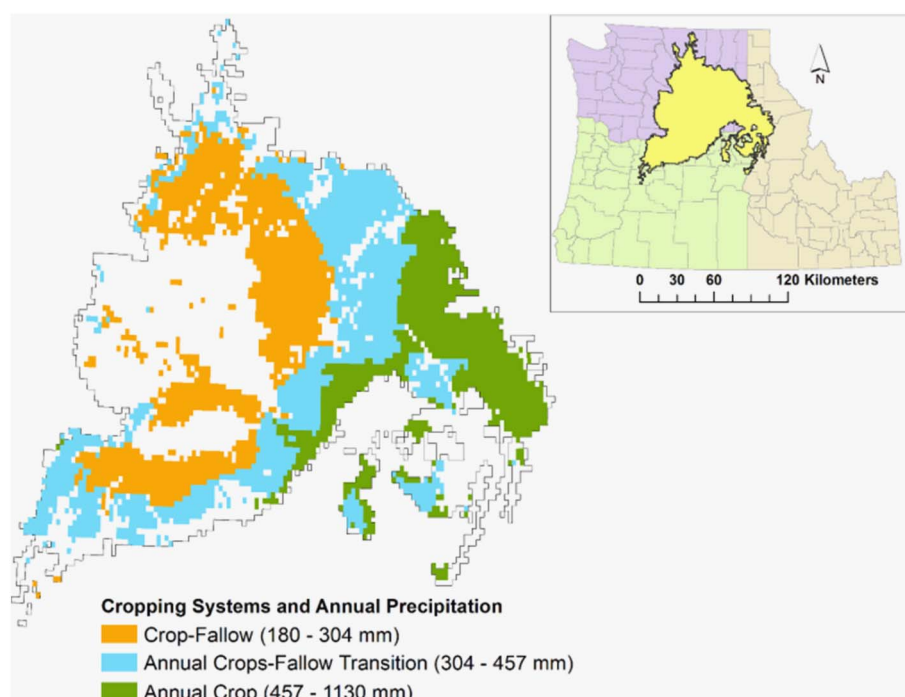 N
0 30 60 120 Kilometers
Cropping Systems and Annual Precipitation
Crop-Fallow (180 - 304 mm)
Annual Crops-Fallow Transition (304 - 457 mm)
Annual Crop (457 - 1130 mm)